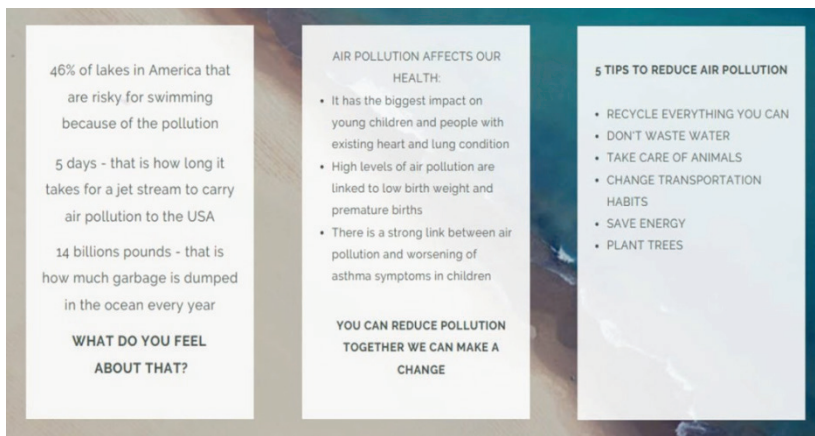 46% of lakes in America that
are risky for swimming
because of the pollution
5 days - that is how long it
takes for a jet stream to carry
air pollution to the USA
14 billions pounds - that is
how much garbage is dumped
in the ocean every year
WHAT DO YOU FEEL
ABOUT THAT?
AIR POLLUTION AFFECTS OUR
HEALTH:
• It has the biggest impact on
young children and people with
existing heart and lung condition
• High levels of air pollution are
linked to low birth weight and
premature births
• There is a strong link between air
pollution and worsening of
asthma symptoms in children
YOU CAN REDUCE POLLUTION
TOGETHER WE CAN MAKE A
CHANGE
5 TIPS TO REDUCE AIR POLLUTION
• RECYCLE EVERYTHING YOU CAN
• DON'T WASTE WATER
• TAKE CARE OF ANIMALS
• CHANGE TRANSPORTATION
HABITS
• SAVE ENERGY
• PLANT TREES